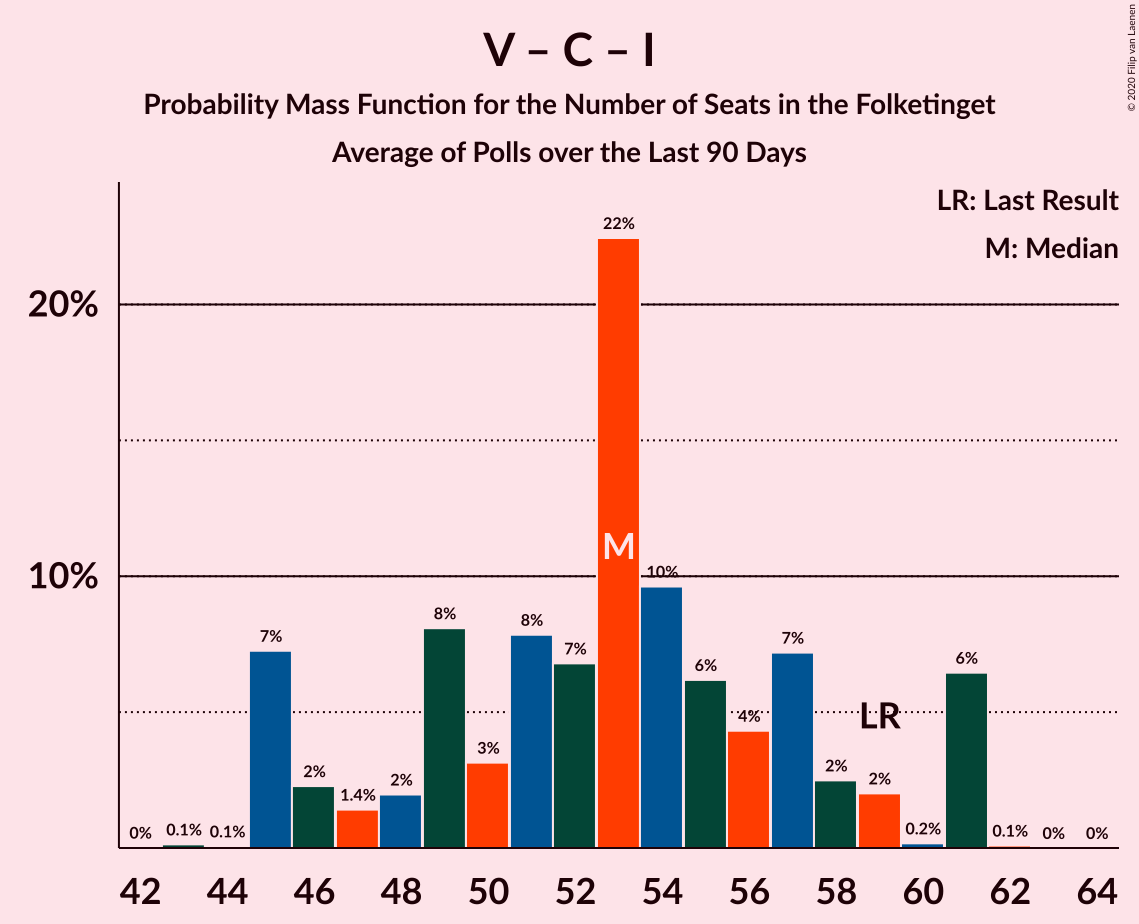 V – C – I
Probability Mass Function for the Number of Seats in the Folketinget
Average of Polls over the Last 90 Days
© 2020 Filip van Laenen
LR: Last Result
M: Median
20%
10%
0%
0.1%
0.1%
7%
2%
1.4%
2%
8%
3%
8%
7%
22%
M
10%
6%
4%
7%
2%
LR
2%
0.2%
6%
0.1%
0%
0%
42 44 46 48 50 52 54 56 58 60 62 64